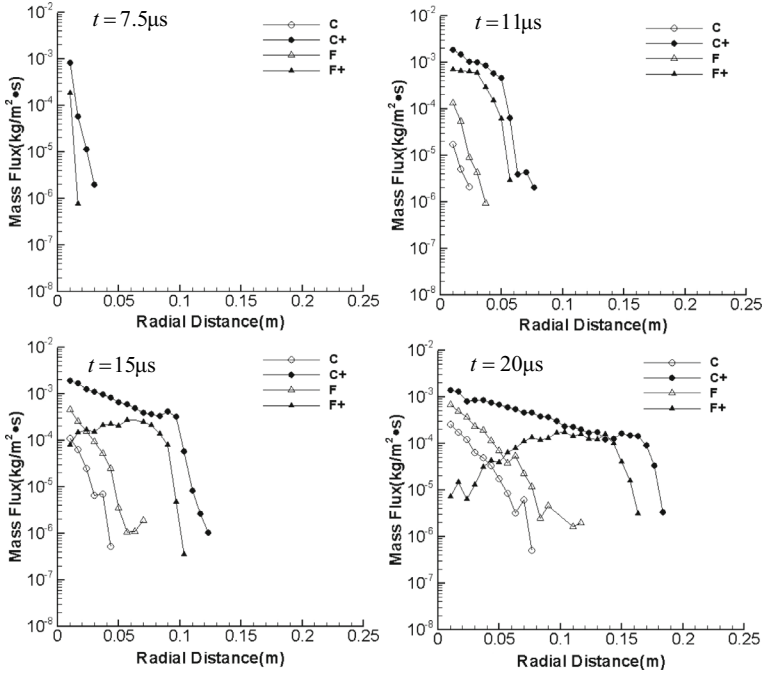 t = 7.5μs
C
C+
F
F+
Mass Flux(kg/m²•s)
10⁻²
10⁻³
10⁻⁴
10⁻⁵
10⁻⁶
10⁻⁷
10⁻⁸
0 0.05 0.1 0.15 0.2 0.25
Radial Distance(m)
t = 11μs
C
C+
F
F+
Mass Flux(kg/m²•s)
10⁻²
10⁻³
10⁻⁴
10⁻⁵
10⁻⁶
10⁻⁷
10⁻⁸
0 0.05 0.1 0.15 0.2 0.25
Radial Distance(m)
t = 15μs
C
C+
F
F+
Mass Flux(kg/m²•s)
10⁻²
10⁻³
10⁻⁴
10⁻⁵
10⁻⁶
10⁻⁷
10⁻⁸
0 0.05 0.1 0.15 0.2 0.25
Radial Distance(m)
t = 20μs
C
C+
F
F+
Mass Flux(kg/m²•s)
10⁻²
10⁻³
10⁻⁴
10⁻⁵
10⁻⁶
10⁻⁷
10⁻⁸
0 0.05 0.1 0.15 0.2 0.25
Radial Distance(m)